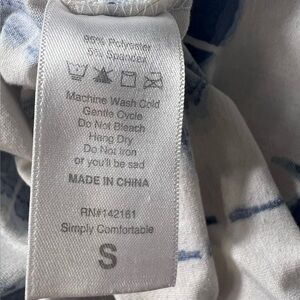 95% Polyester
5% Spandex
Machine Wash Cold
Gentle Cycle
Do Not Bleach
Hang Dry
Do Not Iron
or you'll be sad
MADE IN CHINA
RN#142161
Simply Comfortable
S